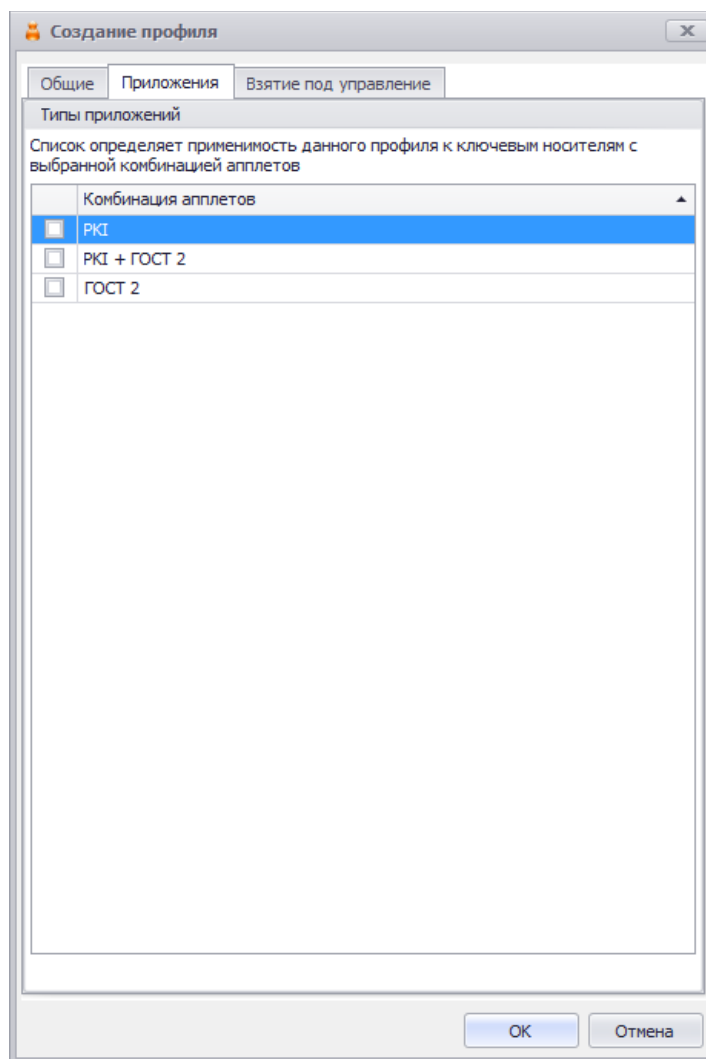 Создание профиля
Общие Приложения Взятие под управление
Типы приложений
Список определяет применимость данного профиля к ключевым носителям с
выбранной комбинацией апплетов
Комбинация апплетов
PKI
PKI + ГОСТ 2
ГОСТ 2
OK Отмена